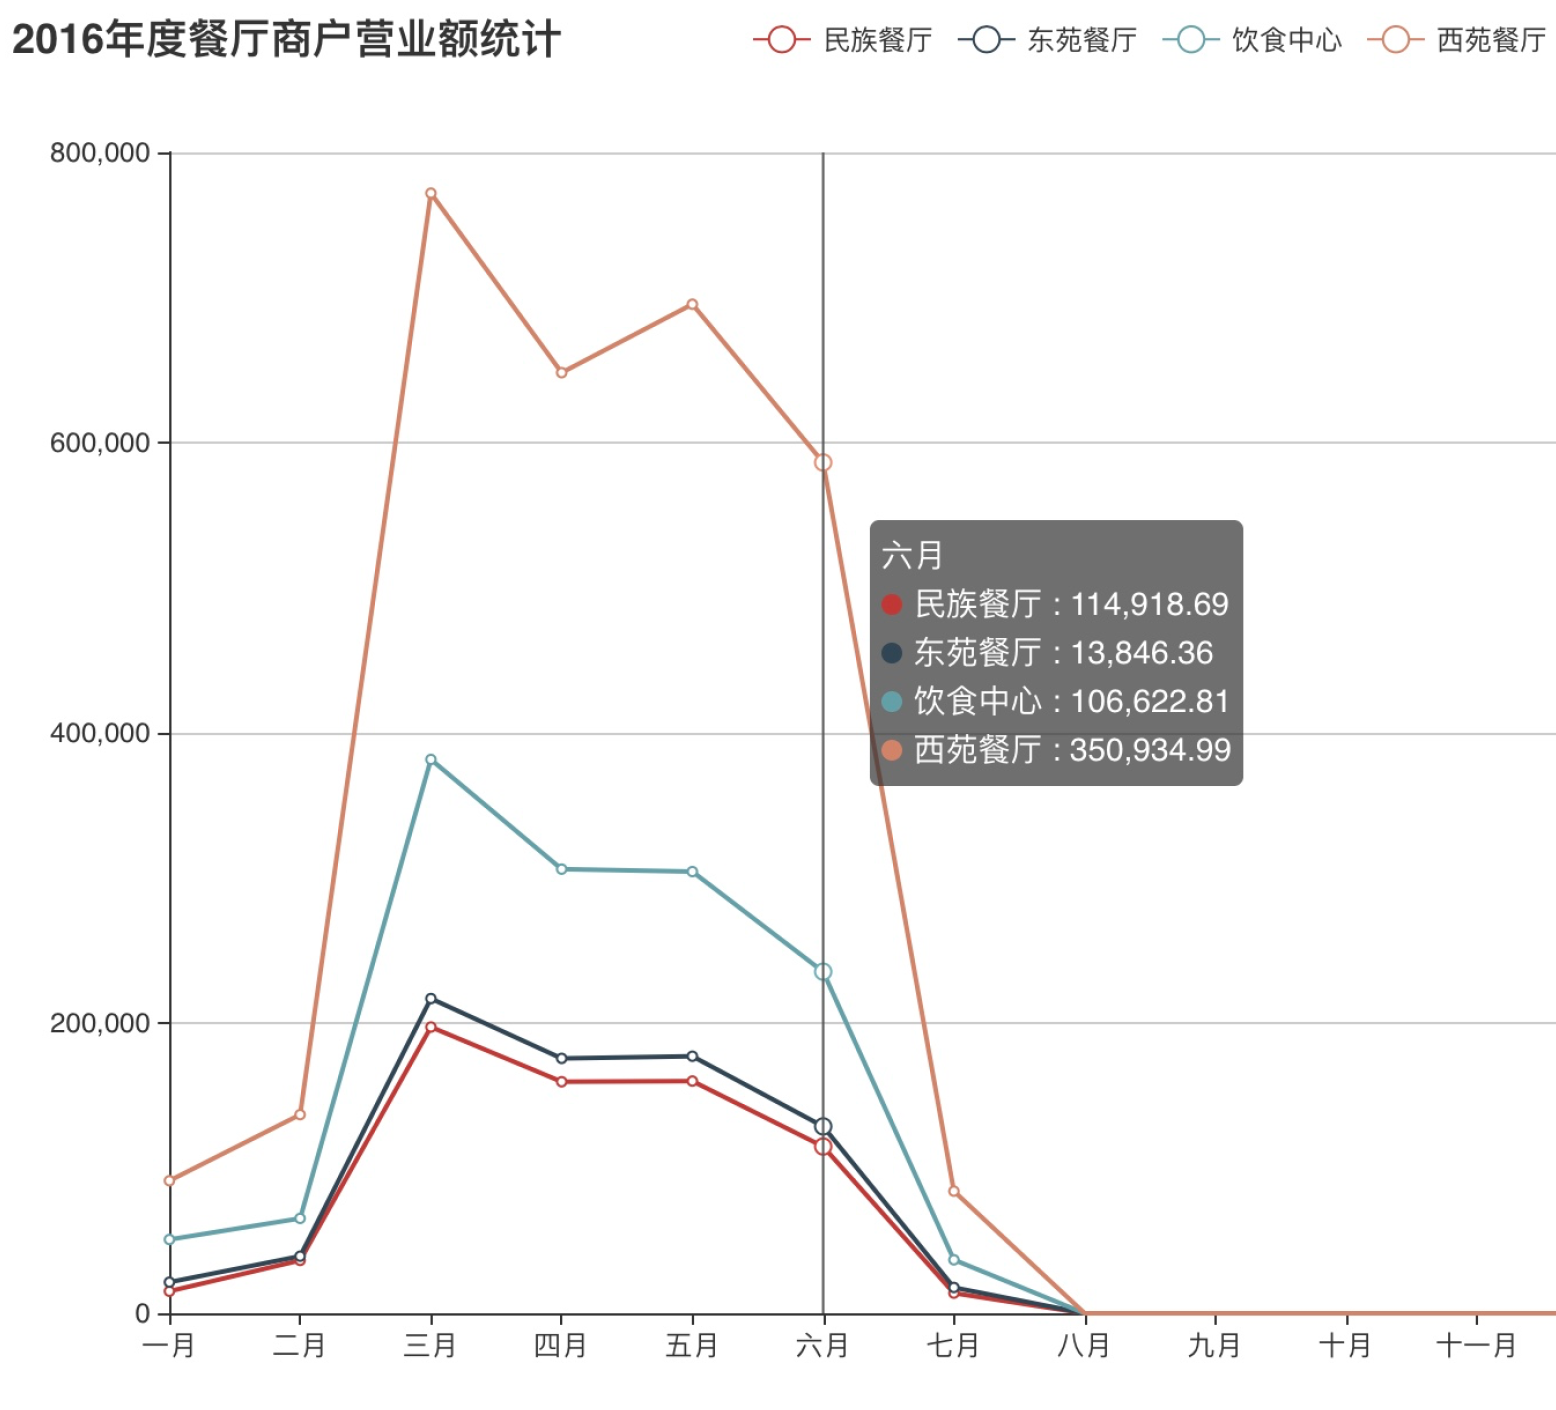 2016年度餐厅商户营业额统计
民族餐厅 东苑餐厅 饮食中心 西苑餐厅
800,000
600,000
400,000
200,000
0
六月
民族餐厅 : 114,918.69
东苑餐厅 : 13,846.36
饮食中心 : 106,622.81
西苑餐厅 : 350,934.99
一月 二月 三月 四月 五月 六月 七月 八月 九月 十月 十一月